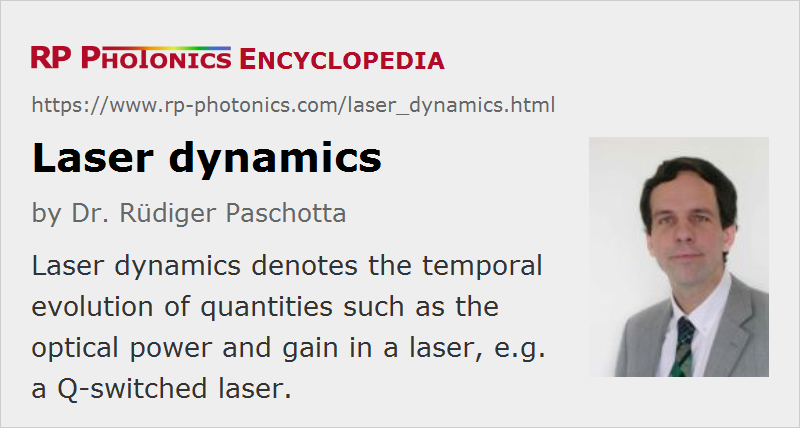 RP PHOTONICS ENCYCLOPEDIA
https://www.rp-photonics.com/laser_dynamics.html
Laser dynamics
by Dr. Rüdiger Paschotta
Laser dynamics denotes the temporal
evolution of quantities such as the
optical power and gain in a laser, e.g.
a Q-switched laser.